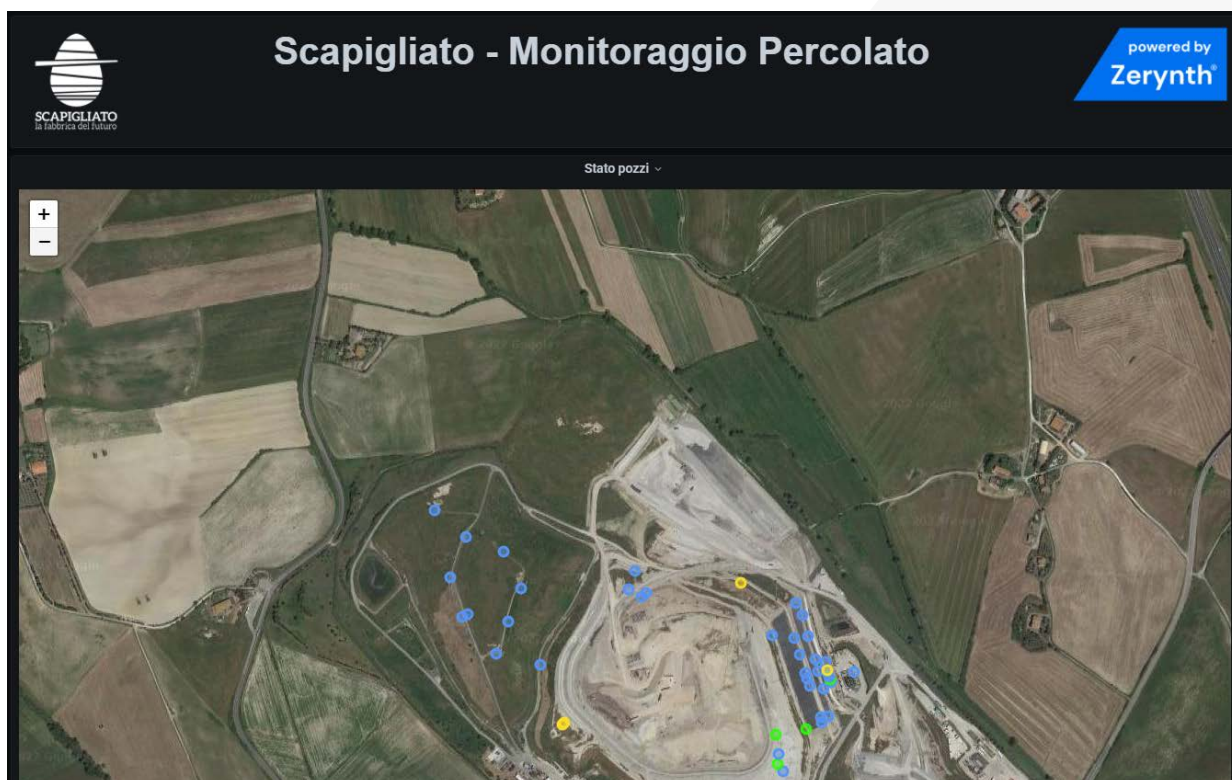 Scapigliato - Monitoraggio Percolato
SCAPIGLIATO
la fabbrica del futuro
powered by
Zerynth®
Stato pozzi
+
−